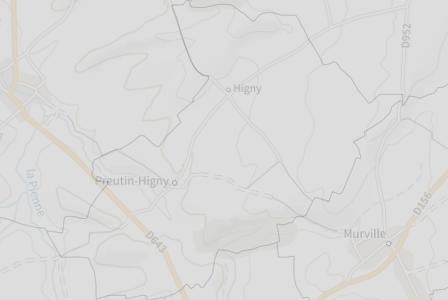 D952
Higny
Preutin-Higny
la Pienne
D156
Murville
D643